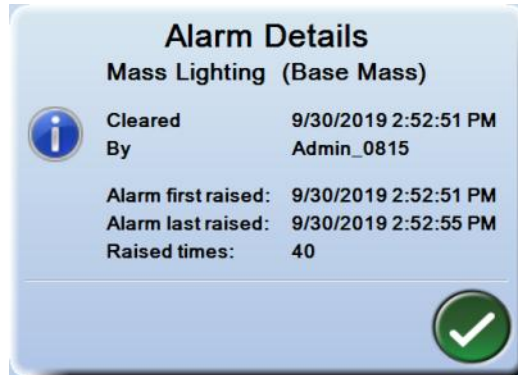 Alarm Details
Mass Lighting (Base Mass)
Cleared 9/30/2019 2:52:51 PM
By Admin_0815
Alarm first raised: 9/30/2019 2:52:51 PM
Alarm last raised: 9/30/2019 2:52:55 PM
Raised times: 40